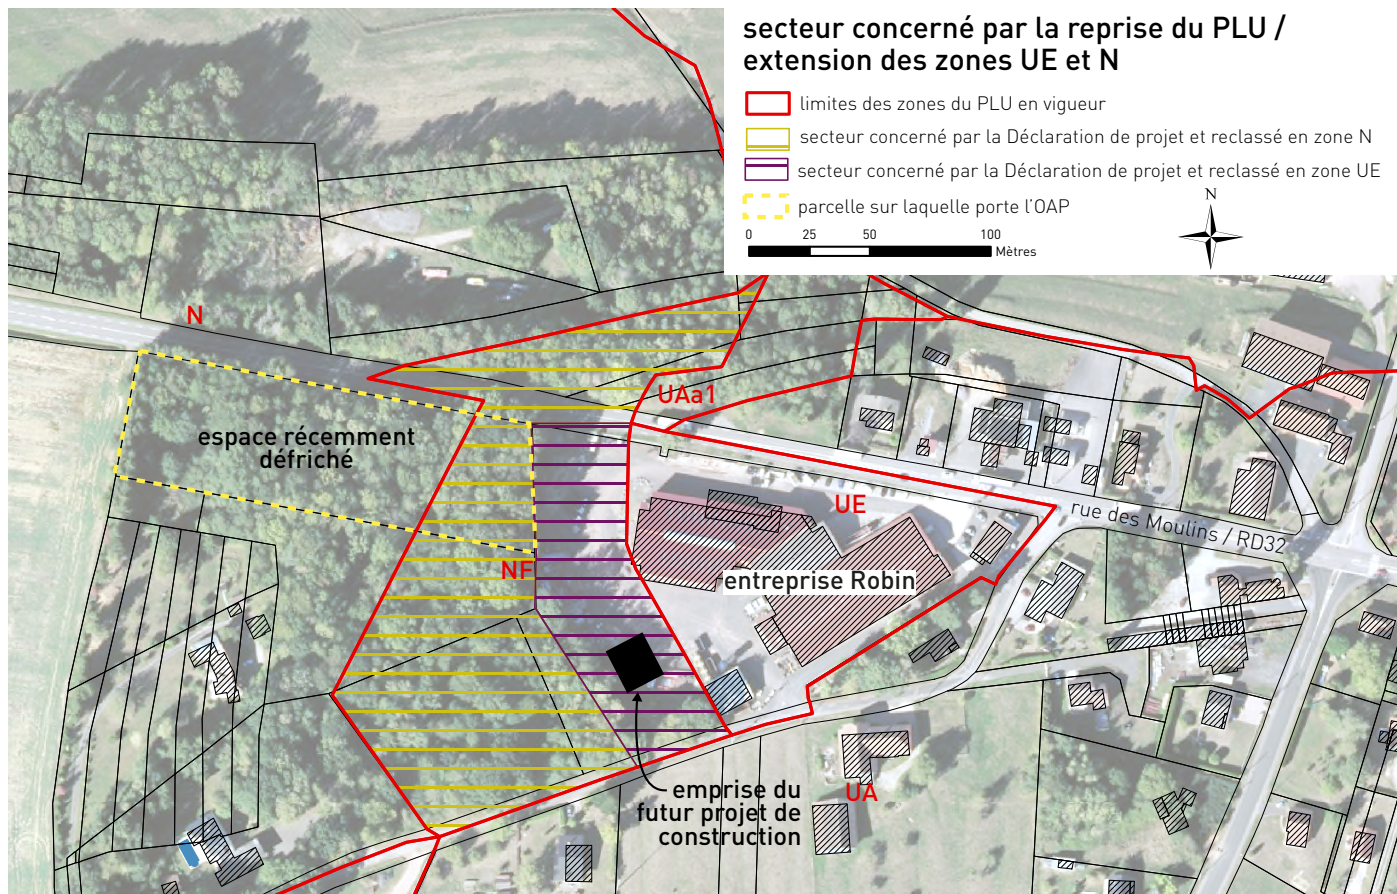 secteur concerné par la reprise du PLU /
extension des zones UE et N
limites des zones du PLU en vigueur
secteur concerné par la Déclaration de projet et reclassé en zone N
secteur concerné par la Déclaration de projet et reclassé en zone UE
parcelle sur laquelle porte l'OAP
N
0 25 50 100
Mètres
N
UAa1
espace récemment
défriché
UE
rue des Moulins / RD32
NF
entreprise Robin
emprise du
futur projet de
construction
UA